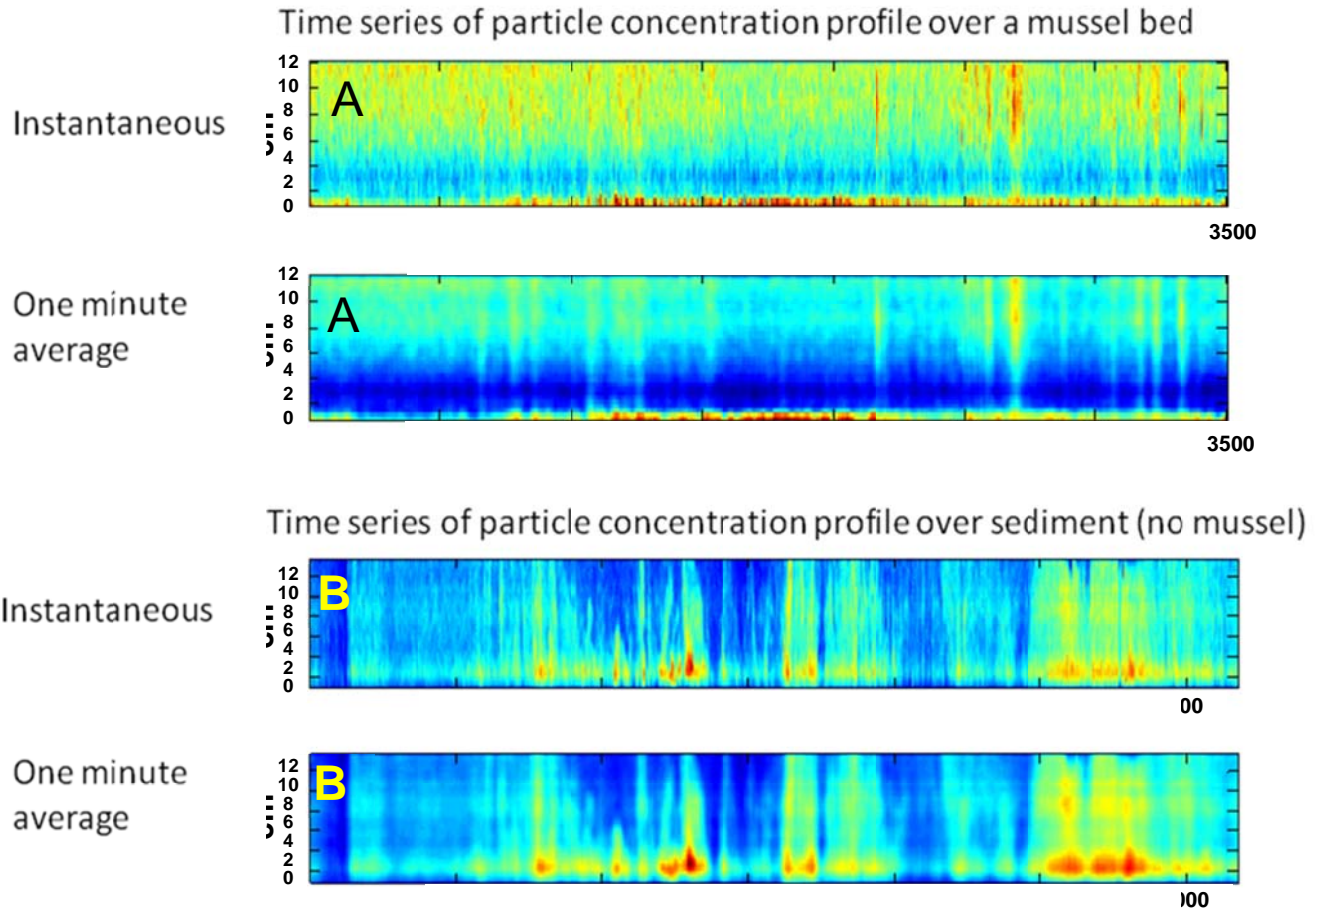 Time series of particle concentration profile over a mussel bed
Instantaneous
A
12
10
8
6
4
2
0
3500
One minute
average
A
12
10
8
6
4
2
0
3500
Time series of particle concentration profile over sediment (no mussel)
Instantaneous
B
12
10
8
6
4
2
0
00
One minute
average
B
12
10
8
6
4
2
0